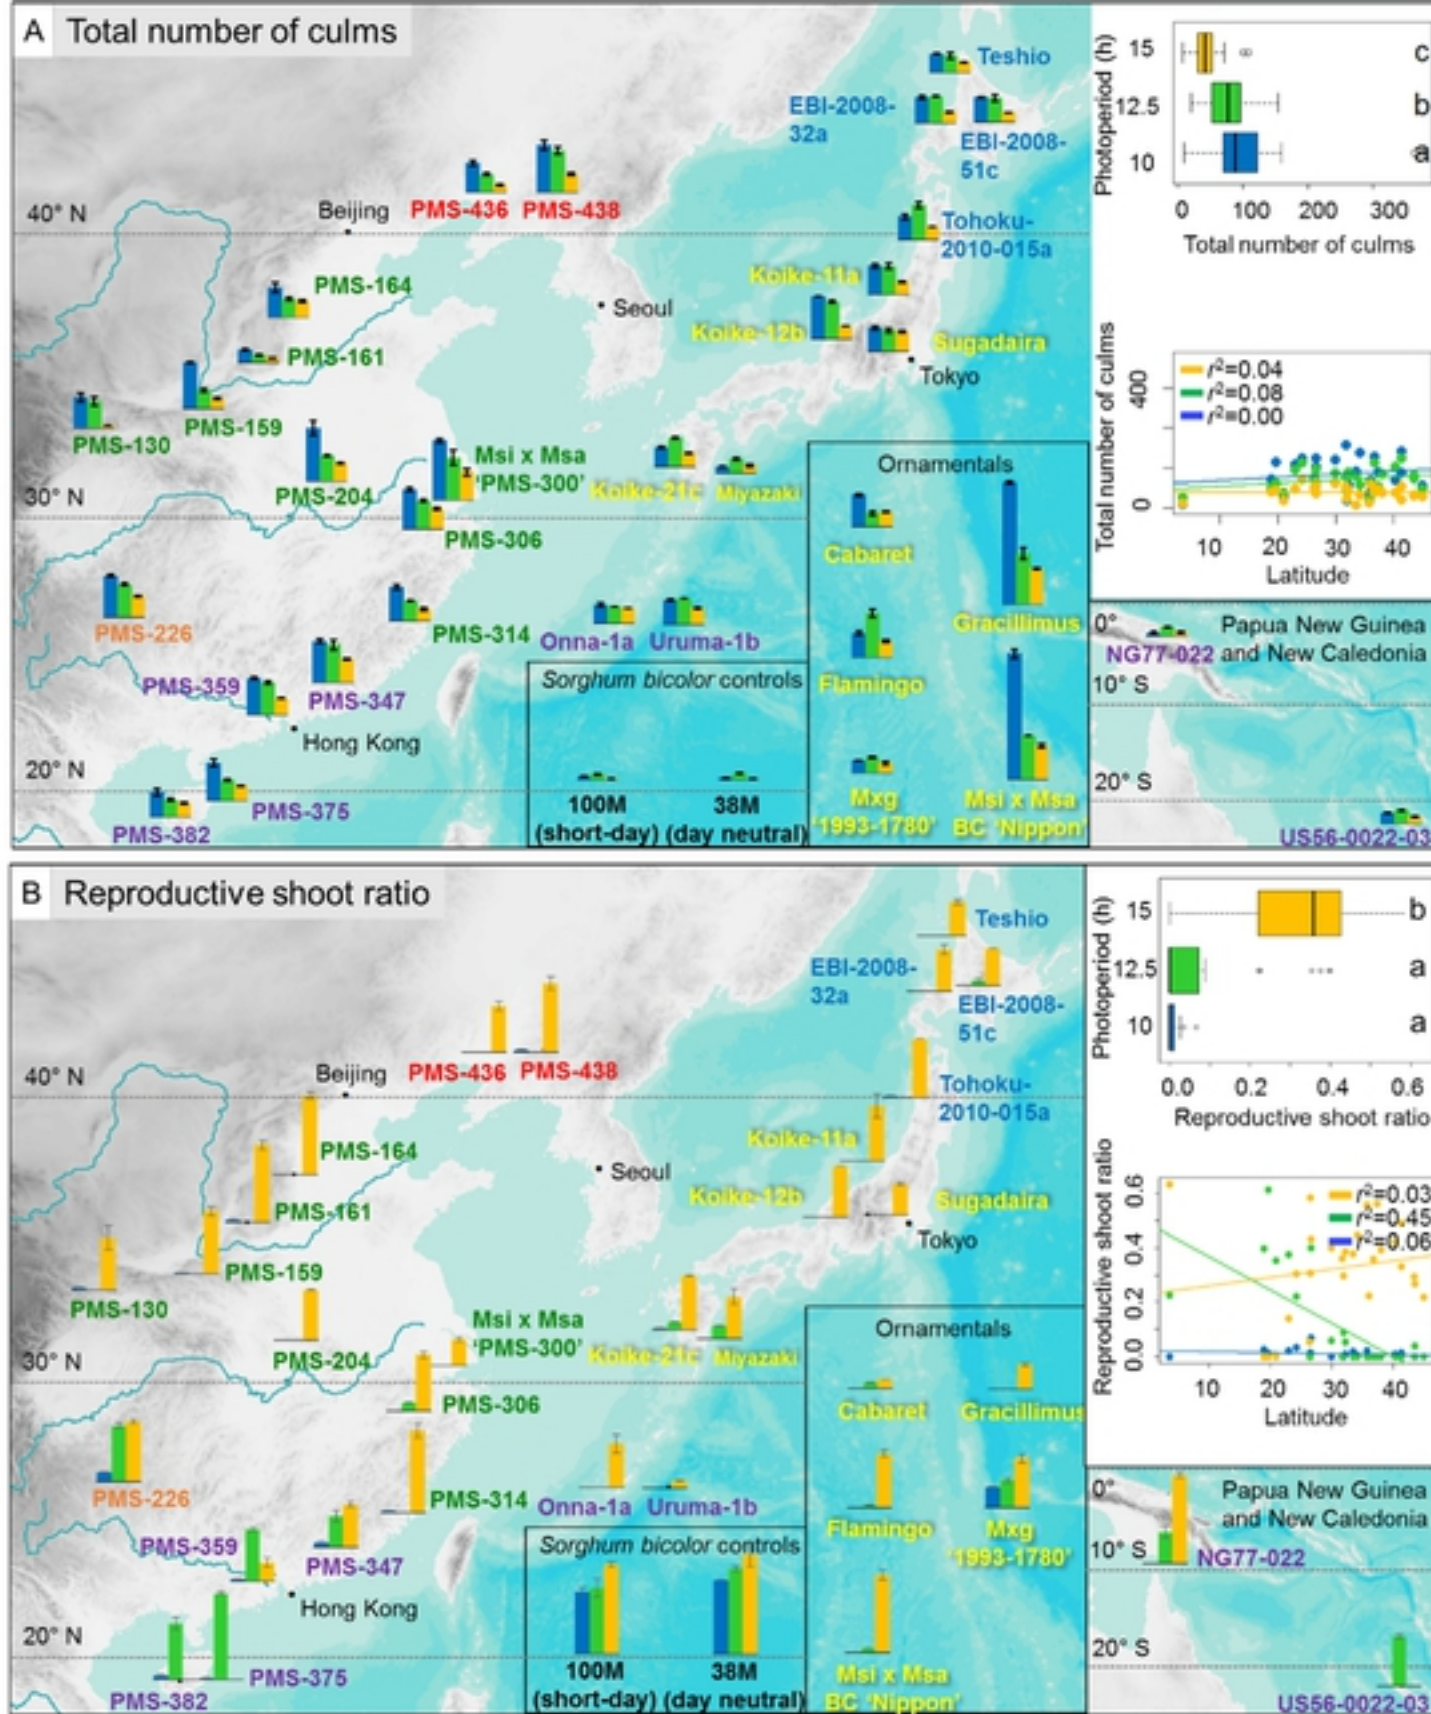 A Total number of culms
Teshio
EBI-2008-
32a
EBI-2008-
51c
40° N
Beijing
PMS-436
PMS-438
Tohoku-
2010-015a
PMS-164
Koike-11a
Seoul
Koike-12b
Sugadaira
PMS-161
Tokyo
PMS-130
PMS-159
Msi x Msa
'PMS-300'
30° N
PMS-204
Koike-21c
Miyazaki
PMS-306
PMS-226
PMS-314
Onna-1a
Uruma-1b
PMS-359
PMS-347
Hong Kong
20° N
PMS-375
PMS-382
Sorghum bicolor controls
100M
(short-day)
38M
(day neutral)
Ornamentals
Cabaret
Gracillimus
Flamingo
Mxg
'1993-1780'
Msi x Msa
BC 'Nippon'
Photoperiod (h)
15
12.5
10
c
b
a
0 100 200 300
Total number of culms
Total number of culms
400
0
r²=0.04
r²=0.08
r²=0.00
10 20 30 40
Latitude
0°
Papua New Guinea
and New Caledonia
NG77-022
10° S
20° S
US56-0022-03
B Reproductive shoot ratio
Teshio
EBI-2008-
32a
EBI-2008-
51c
40° N
Beijing
PMS-436
PMS-438
Tohoku-
2010-015a
PMS-164
Koike-11a
Seoul
Koike-12b
Sugadaira
PMS-161
Tokyo
PMS-159
PMS-130
Msi x Msa
'PMS-300'
30° N
PMS-204
Koike-21c
Miyazaki
PMS-306
PMS-226
PMS-314
Onna-1a
Uruma-1b
PMS-359
PMS-347
Hong Kong
20° N
PMS-375
PMS-382
Sorghum bicolor controls
100M
(short-day)
38M
(day neutral)
Ornamentals
Cabaret
Gracillimus
Flamingo
Mxg
'1993-1780'
Msi x Msa
BC 'Nippon'
Photoperiod (h)
15
12.5
10
b
a
a
0.0 0.2 0.4 0.6
Reproductive shoot ratio
Reproductive shoot ratio
0.6
0.4
0.2
0.0
r²=0.03
r²=0.45
r²=0.06
10 20 30 40
Latitude
0°
Papua New Guinea
and New Caledonia
10° S
NG77-022
20° S
US56-0022-03